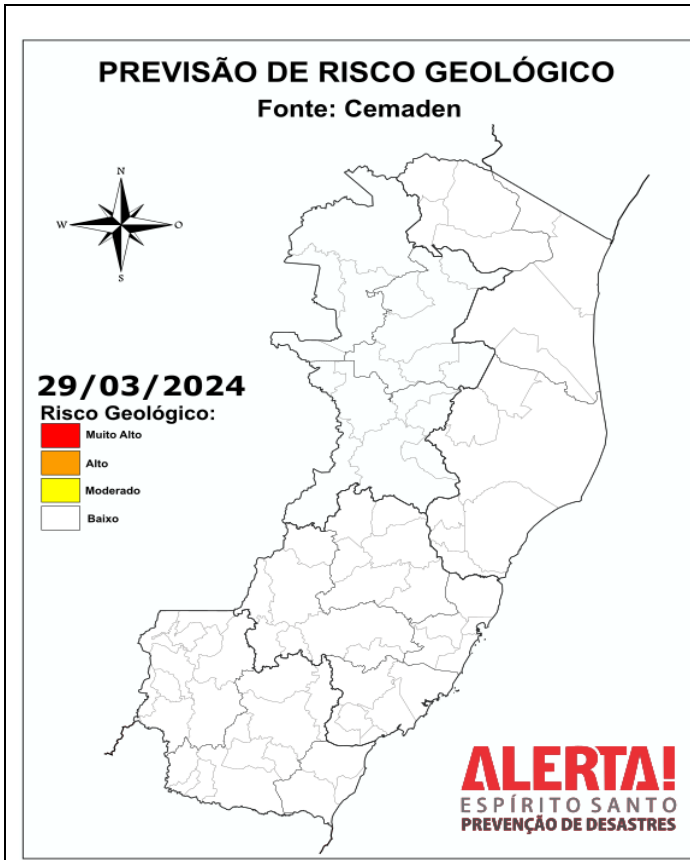 PREVISÃO DE RISCO GEOLÓGICO
Fonte: Cemaden
N
W
O
S
29/03/2024
Risco Geológico:
Muito Alto
Alto
Moderado
Baixo
ALERTA!
ESPÍRITO SANTO
PREVENÇÃO DE DESASTRES